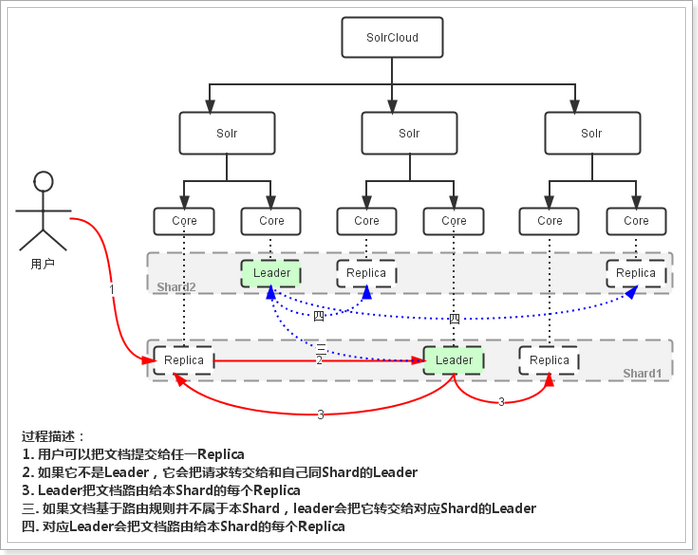 SolrCloud
Solr Solr Solr
Core Core Core Core Core Core
用户
Leader Replica Replica
Shard2
1
四 四
三
Replica 2 Leader Replica
Shard1
3 3
过程描述：
1. 用户可以把文档提交给任一Replica
2. 如果它不是Leader，它会把请求转交给和自己同Shard的Leader
3. Leader把文档路由给本Shard的每个Replica
三. 如果文档基于路由规则并不属于本Shard，leader会把它转交给对应Shard的Leader
四. 对应Leader会把文档路由给本Shard的每个Replica